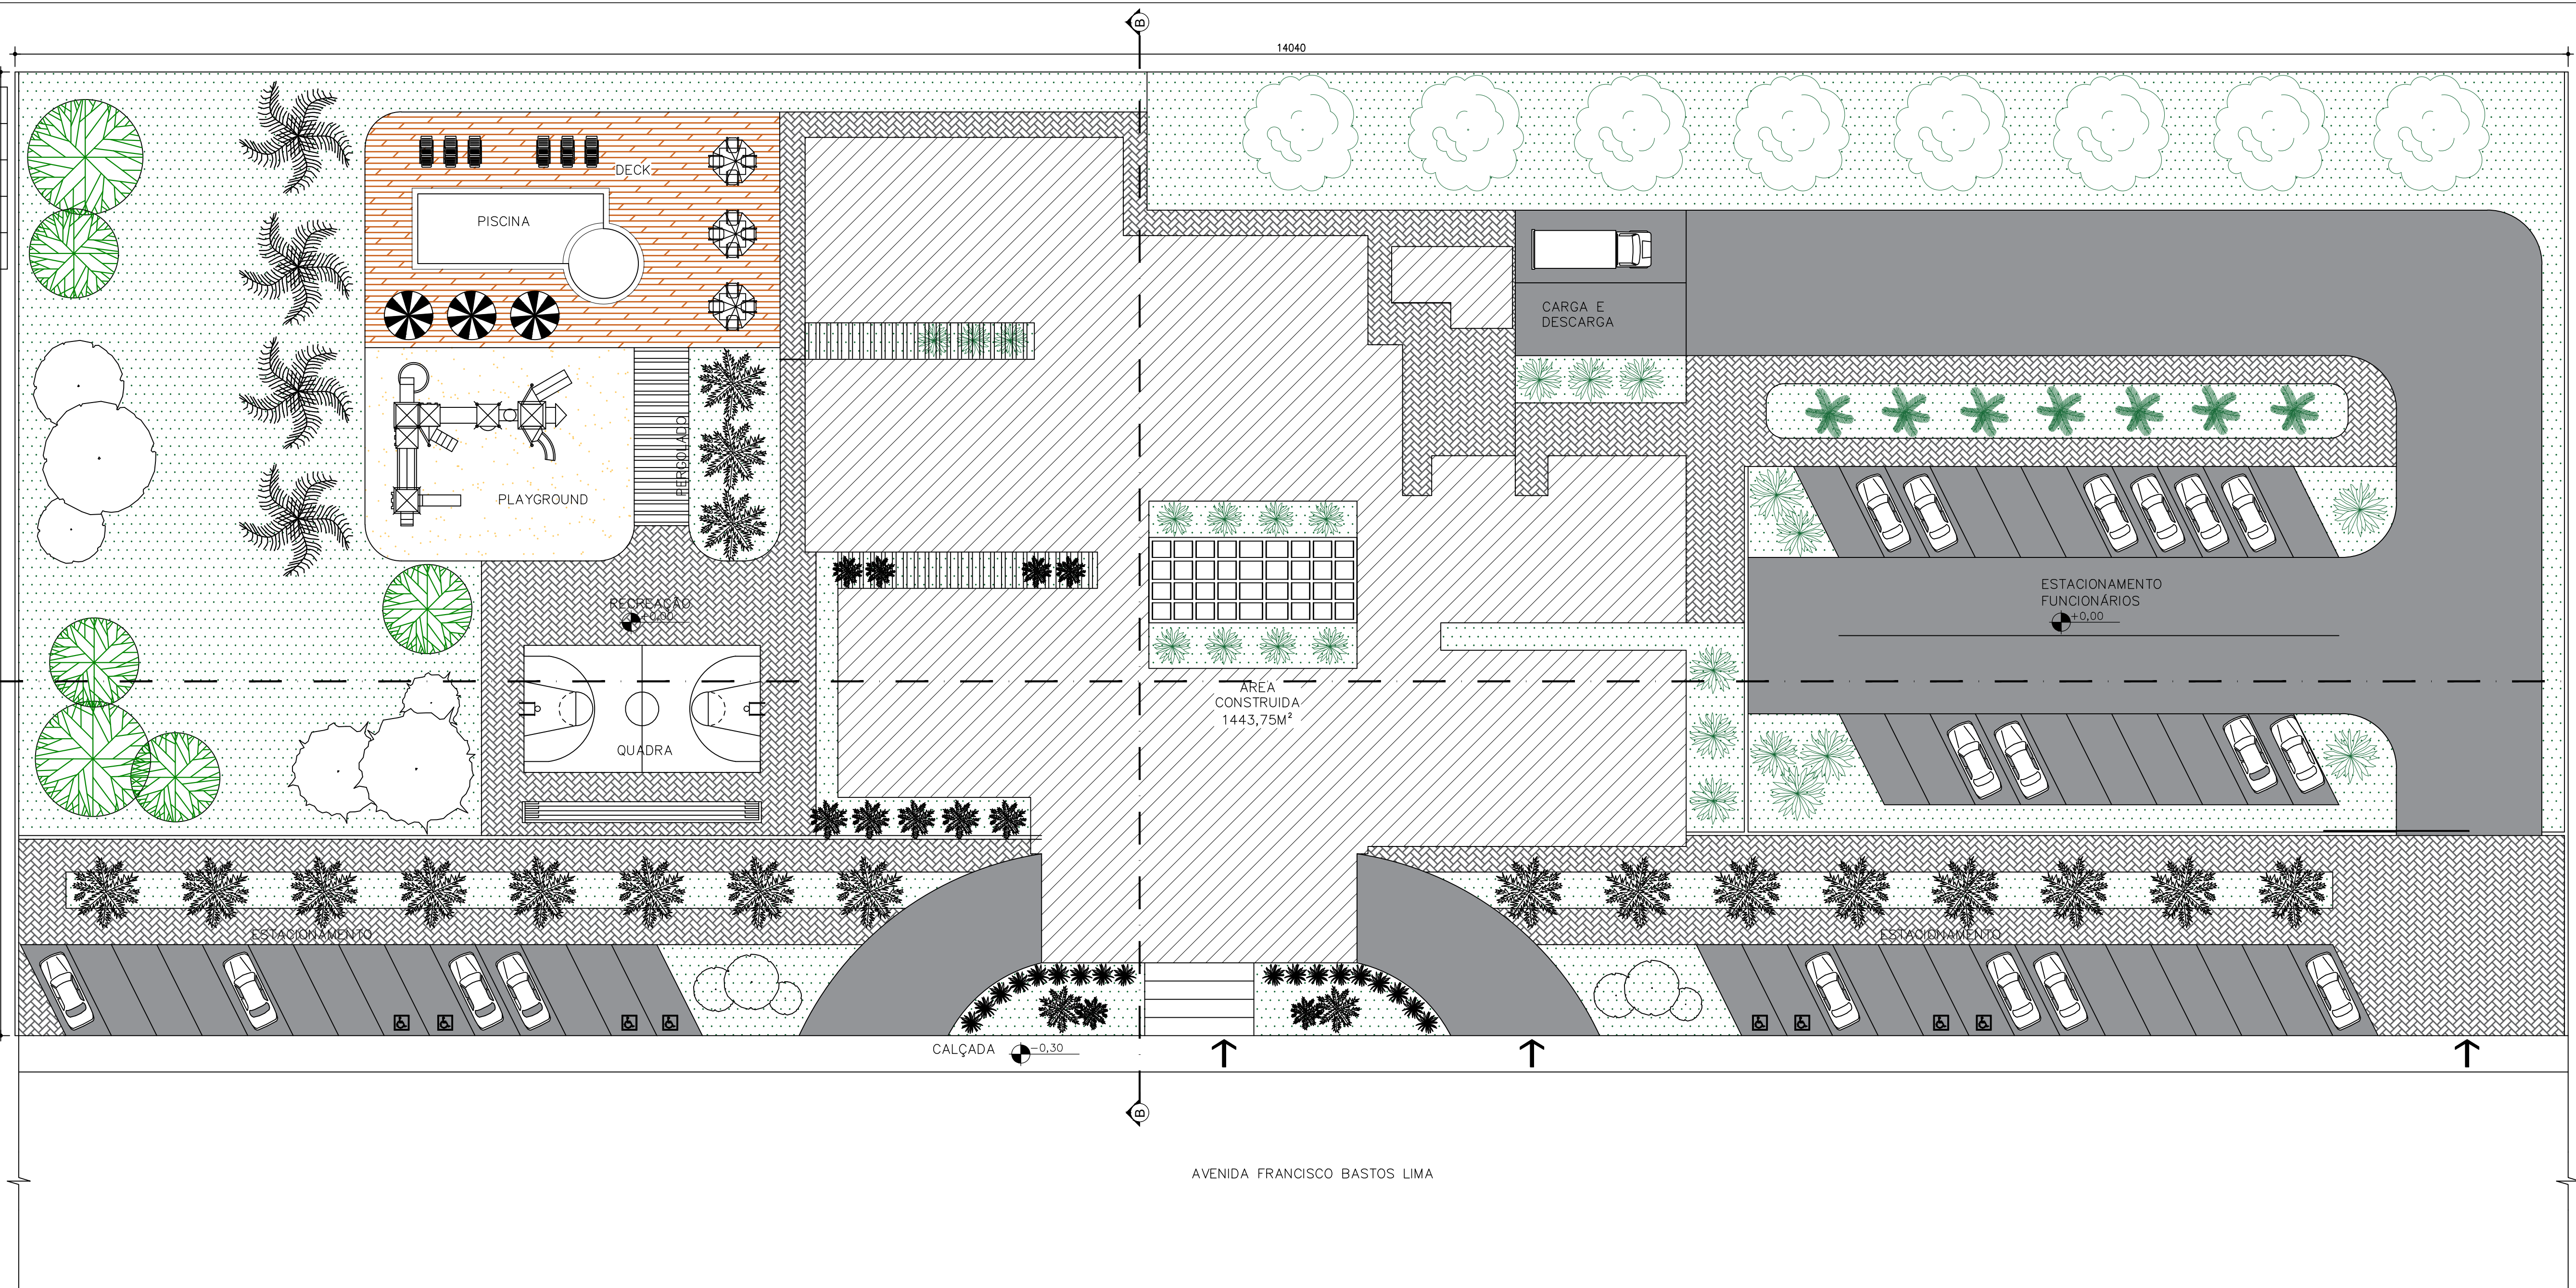 B
14040
DECK
PISCINA
CARGA E
DESCARGA
PERGOLADO
PLAYGROUND
ESTACIONAMENTO
FUNCIONÁRIOS
+0,00
RECREAÇÃO
+0,00
ÁREA
CONSTRUIDA
1443,75M²
QUADRA
ESTACIONAMENTO
ESTACIONAMENTO
CALÇADA
-0,30
B
AVENIDA FRANCISCO BASTOS LIMA